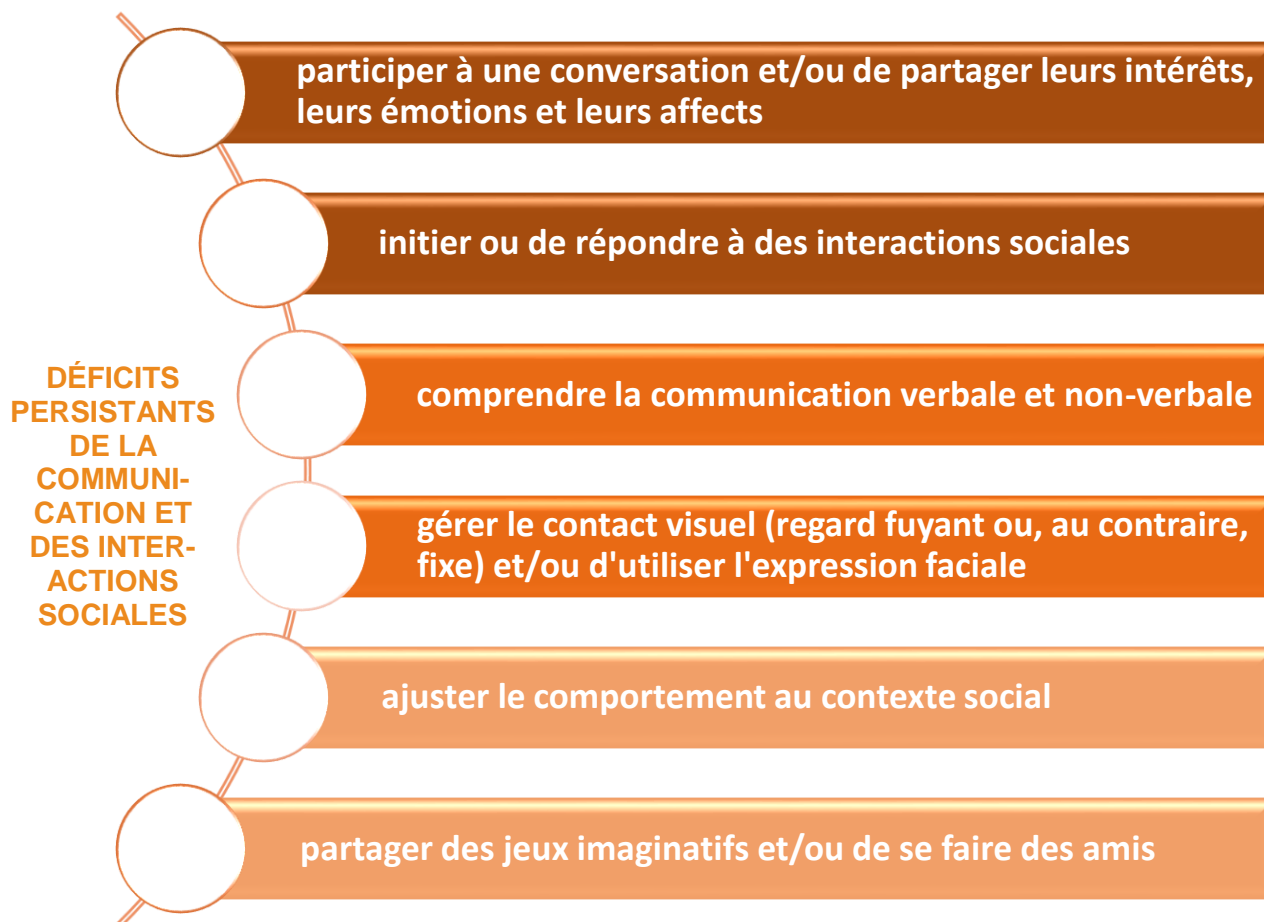 participer à une conversation et/ou de partager leurs intérêts,
leurs émotions et leurs affects
initier ou de répondre à des interactions sociales
DÉFICITS
PERSISTANTS
DE LA
COMMUNI-
CATION ET
DES INTER-
ACTIONS
SOCIALES
comprendre la communication verbale et non-verbale
gérer le contact visuel (regard fuyant ou, au contraire,
fixe) et/ou d'utiliser l'expression faciale
ajuster le comportement au contexte social
partager des jeux imaginatifs et/ou de se faire des amis